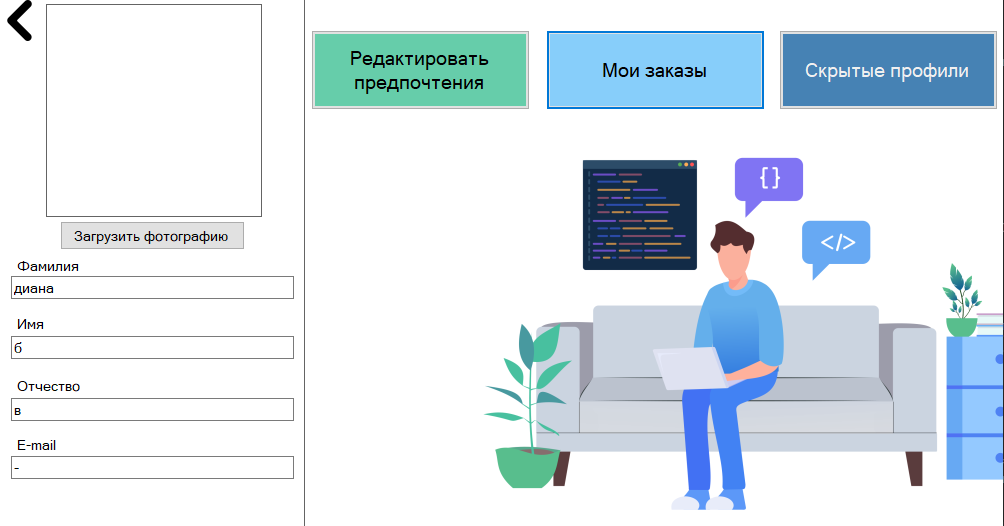 Загрузить фотографию
Фамилия
диана
Имя
б
Отчество
в
E-mail
-
Редактировать
предпочтения
Мои заказы
Скрытые профили
{}
</>